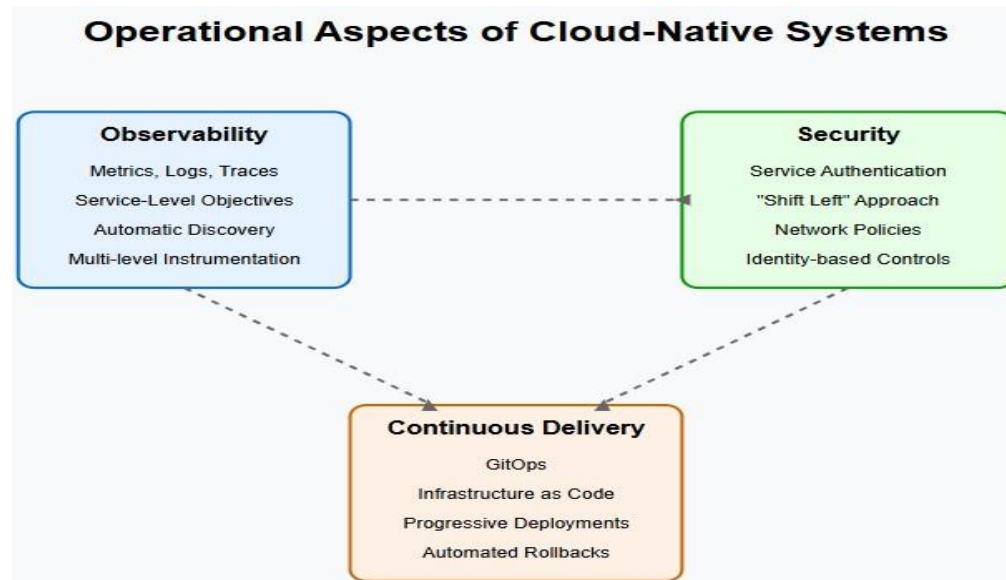 Operational Aspects of Cloud-Native Systems
Observability
Metrics, Logs, Traces
Service-Level Objectives
Automatic Discovery
Multi-level Instrumentation
Security
Service Authentication
"Shift Left" Approach
Network Policies
Identity-based Controls
Continuous Delivery
GitOps
Infrastructure as Code
Progressive Deployments
Automated Rollbacks